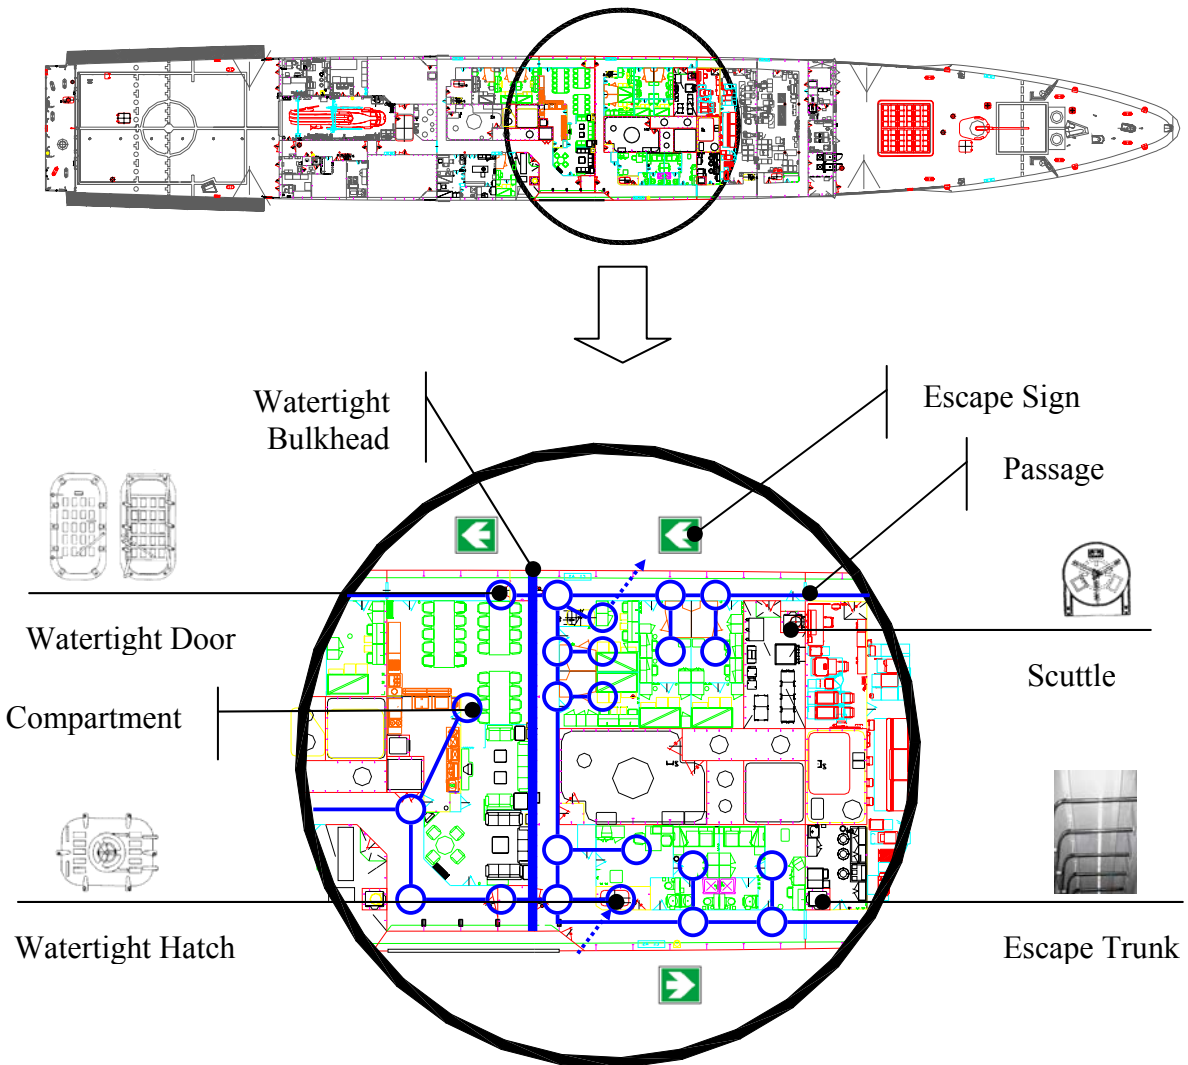 Watertight
Bulkhead
Escape Sign
Passage
Watertight Door
Scuttle
Compartment
Watertight Hatch
Escape Trunk